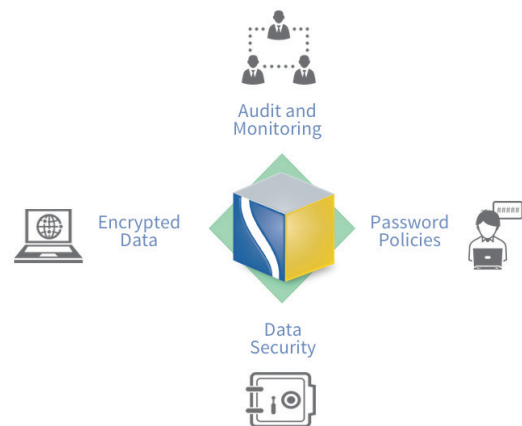 Audit and
Monitoring
Encrypted
Data
Password
Policies
#####
Data
Security